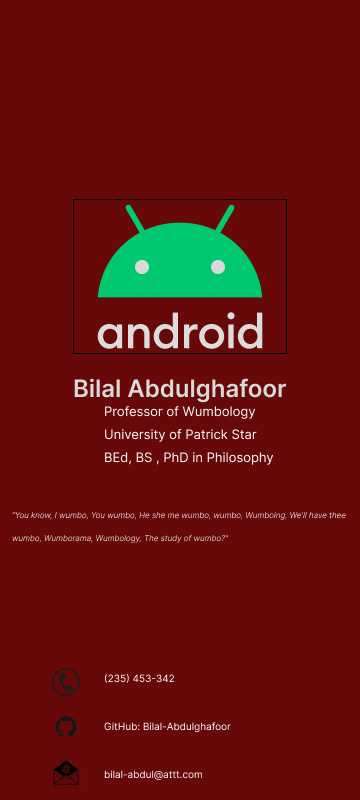 android
Bilal Abdulghafoor
Professor of Wumbology
University of Patrick Star
BEd, BS , PhD in Philosophy
"You know, I wumbo, You wumbo, He she me wumbo, wumbo, Wumboing, We'll have thee
wumbo, Wumborama, Wumbology, The study of wumbo?"
(235) 453-342
GitHub: Bilal-Abdulghafoor
bilal-abdul@attt.com